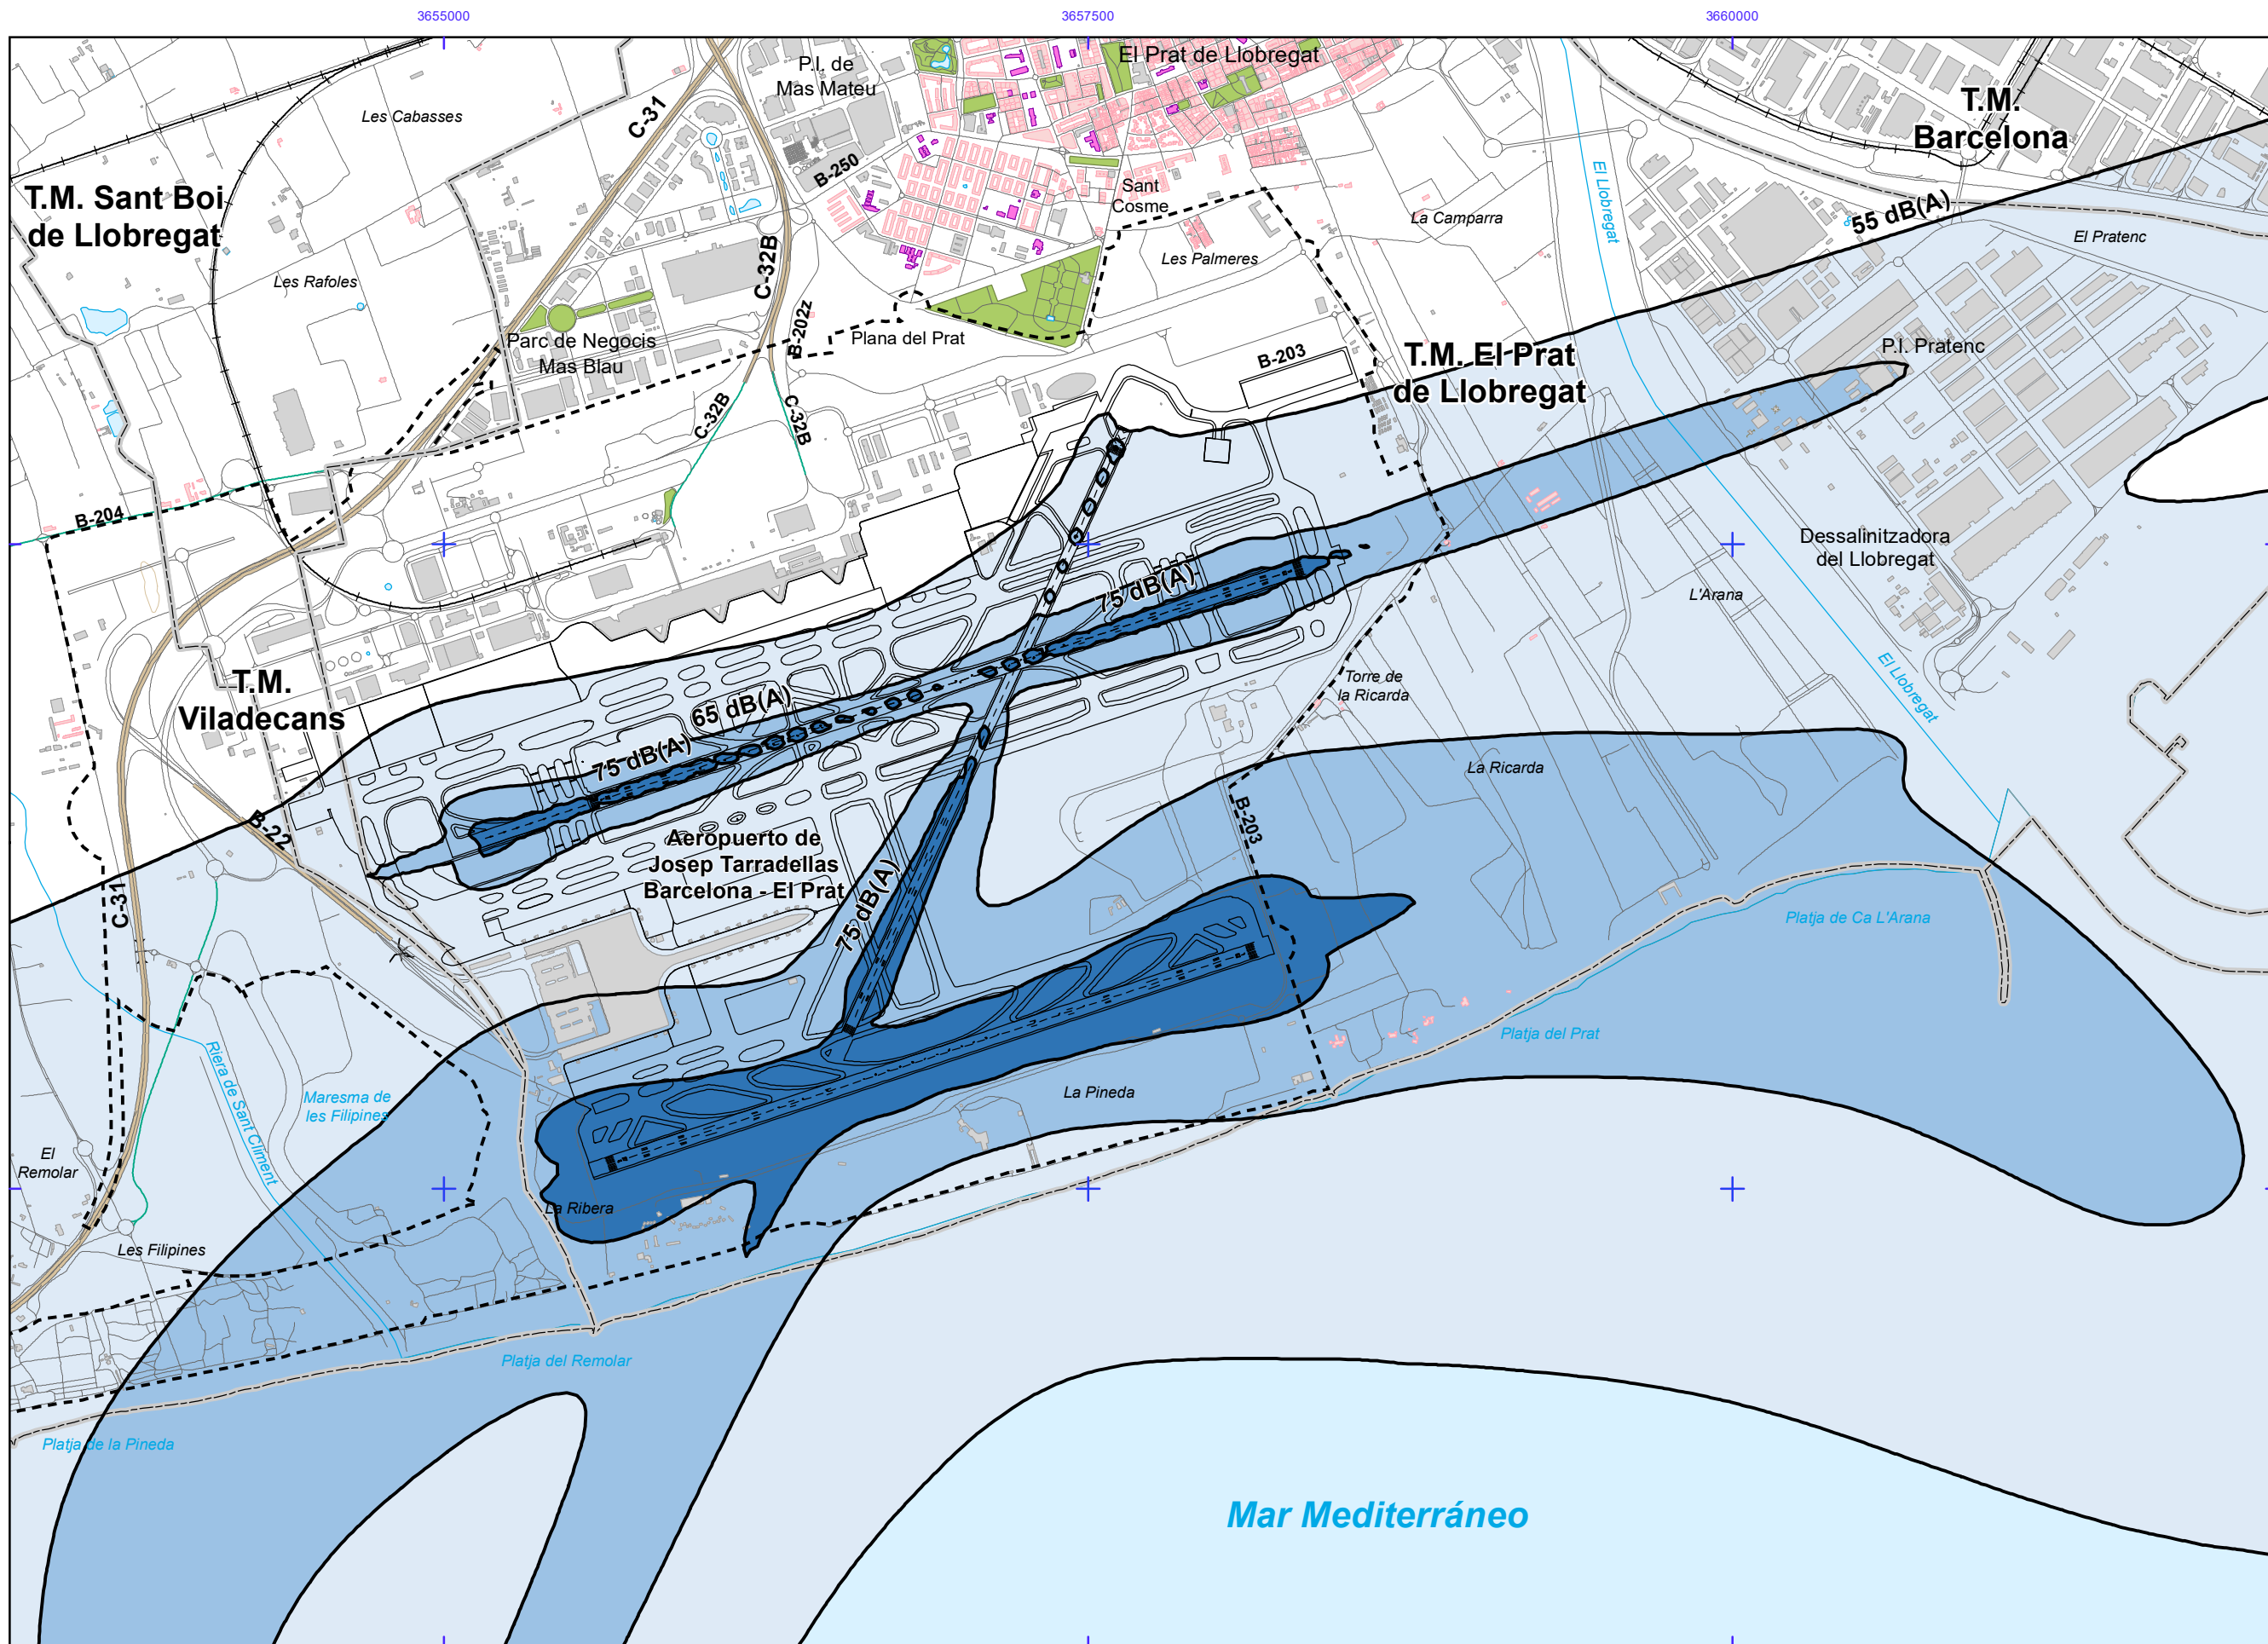 3655000
3657500
3660000
El Prat de Llobregat
P.I. de
Mas Mateu
Les Cabasses
C-31
T.M.
Barcelona
B-250
T.M. Sant Boi
de Llobregat
Sant
Cosme
El Llobregat
La Camparra
55 dB(A)
El Pratenc
Les Palmeres
Les Rafoles
C-32B
B-202z
Parc de Negocis
Mas Blau
Plana del Prat
B-203
T.M. El Prat
de Llobregat
P.I. Pratenc
C-32B
C-32B
B-204
Dessalinitzadora
del Llobregat
75 dB(A)
L'Arana
T.M.
Viladecans
65 dB(A)
Torre de
la Ricarda
El Llobregat
75 dB(A)
La Ricarda
B-22
B-203
Aeropuerto de
Josep Tarradellas
Barcelona - El Prat
C-31
75 dB(A)
Platja de Ca L'Arana
Platja del Prat
Riera de Sant Climent
Maresma de
les Filipines
La Pineda
El
Remolar
La Ribera
Les Filipines
Platja del Remolar
Platja de la Pineda
Mar Mediterráneo